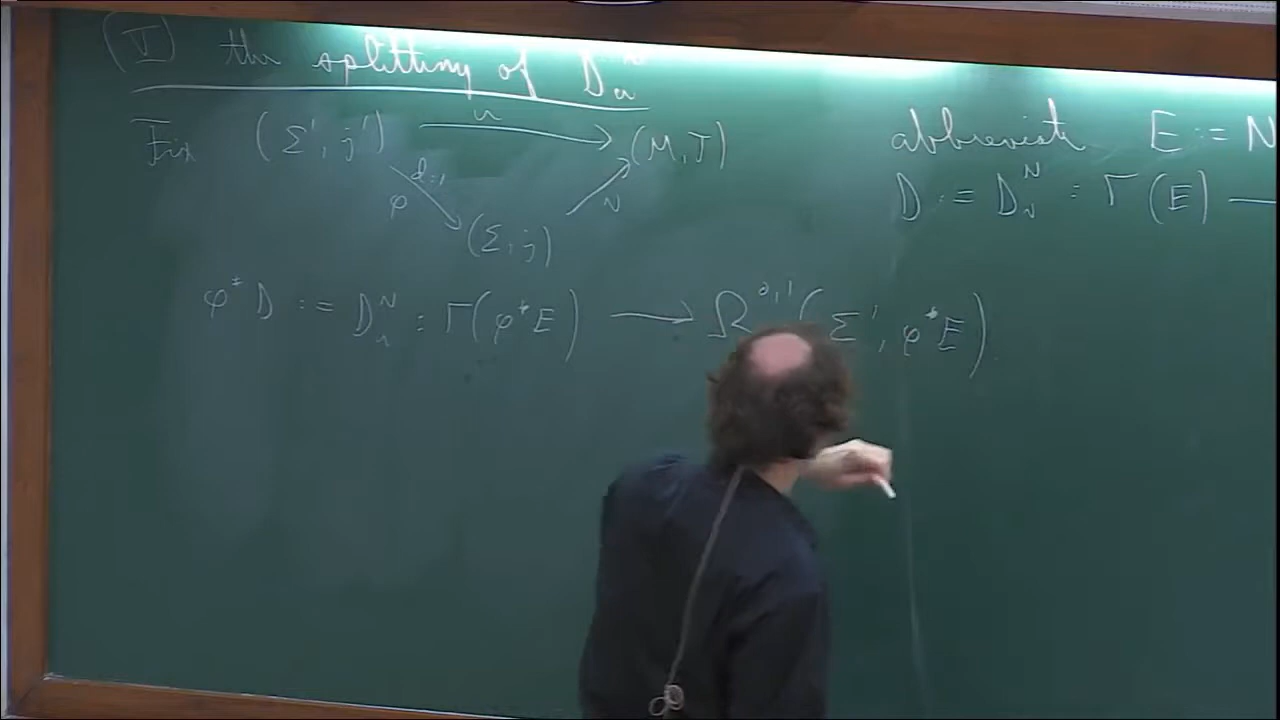 (V) the splitting of D_u^N
Fix (Σ', j') u→ (M, J)
φ d:1 v
(Σ, j)
φ*D := D_u^N : Γ(φ*E) → Ω^{0,1}(Σ', φ*E)
abbreviate E := N
D := D_v^N : Γ(E) →